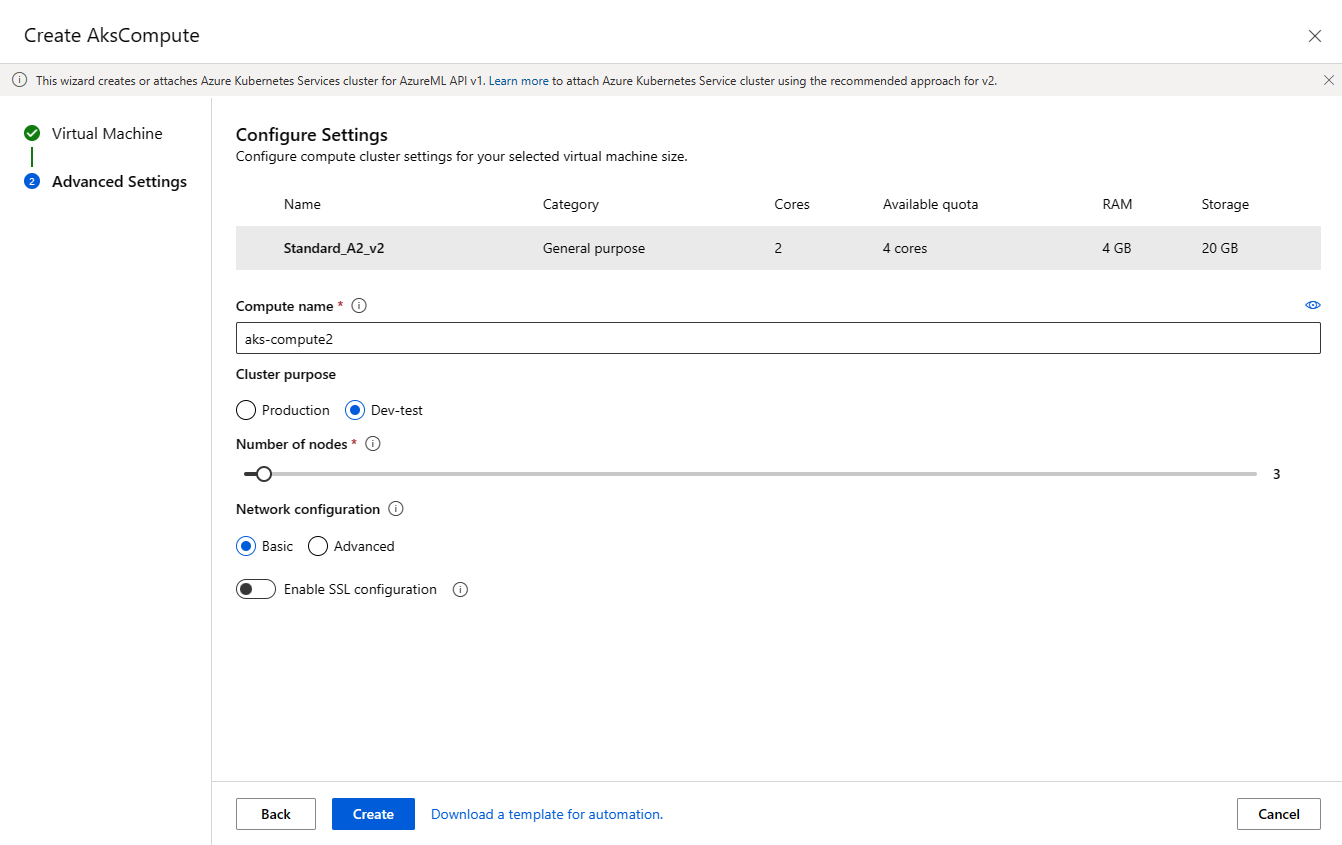 Create AksCompute
This wizard creates or attaches Azure Kubernetes Services cluster for AzureML API v1. Learn more to attach Azure Kubernetes Service cluster using the recommended approach for v2.
Virtual Machine
2 Advanced Settings
Configure Settings
Configure compute cluster settings for your selected virtual machine size.
Name Category Cores Available quota RAM Storage
Standard_A2_v2 General purpose 2 4 cores 4 GB 20 GB
Compute name *
aks-compute2
Cluster purpose
Production Dev-test
Number of nodes *
3
Network configuration
Basic Advanced
Enable SSL configuration
Back Create Download a template for automation. Cancel